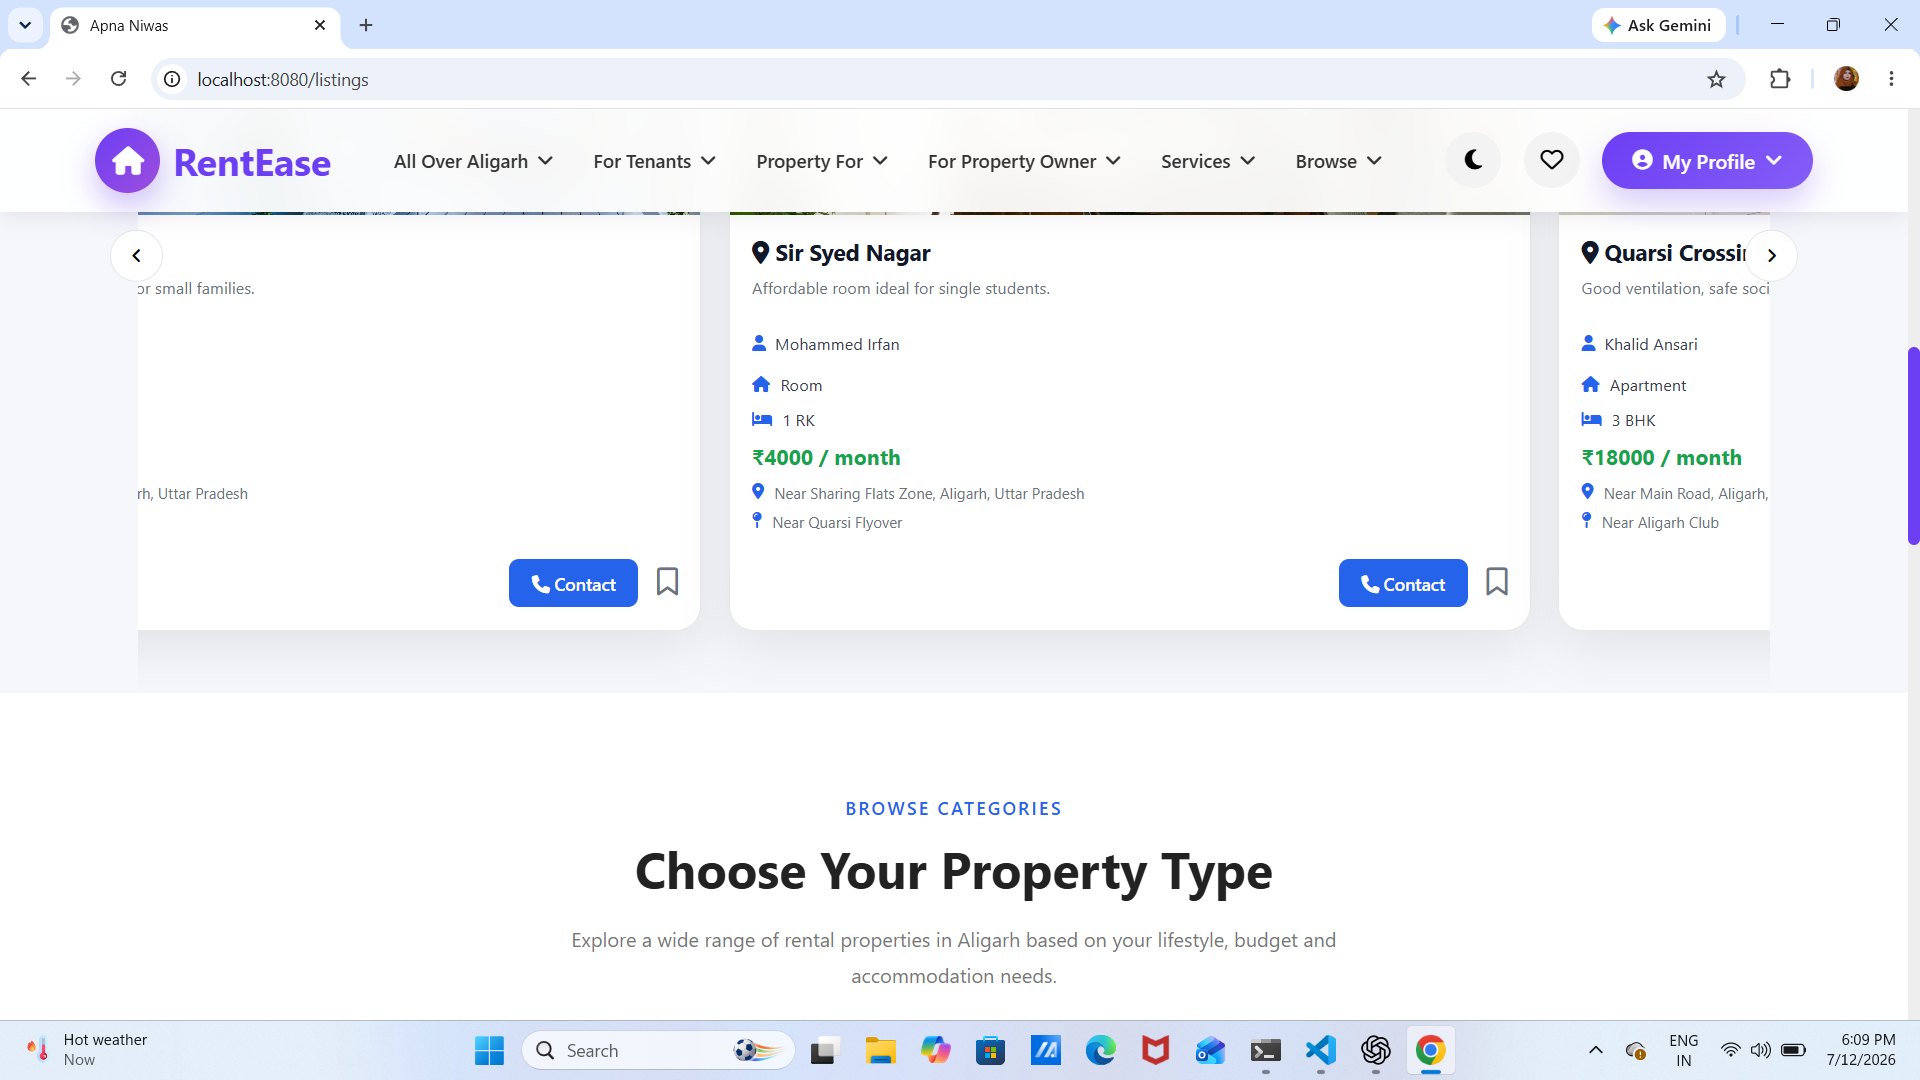 Apna Niwas
Ask Gemini
localhost:8080/listings
RentEase
All Over Aligarh
For Tenants
Property For
For Property Owner
Services
Browse
My Profile
or small families.
rh, Uttar Pradesh
Contact
Sir Syed Nagar
Affordable room ideal for single students.
Mohammed Irfan
Room
1 RK
₹4000 / month
Near Sharing Flats Zone, Aligarh, Uttar Pradesh
Near Quarsi Flyover
Contact
Quarsi Crossin
Good ventilation, safe soci
Khalid Ansari
Apartment
3 BHK
₹18000 / month
Near Main Road, Aligarh,
Near Aligarh Club
BROWSE CATEGORIES
Choose Your Property Type
Explore a wide range of rental properties in Aligarh based on your lifestyle, budget and
accommodation needs.
Hot weather
Now
Search
ENG
IN
6:09 PM
7/12/2026